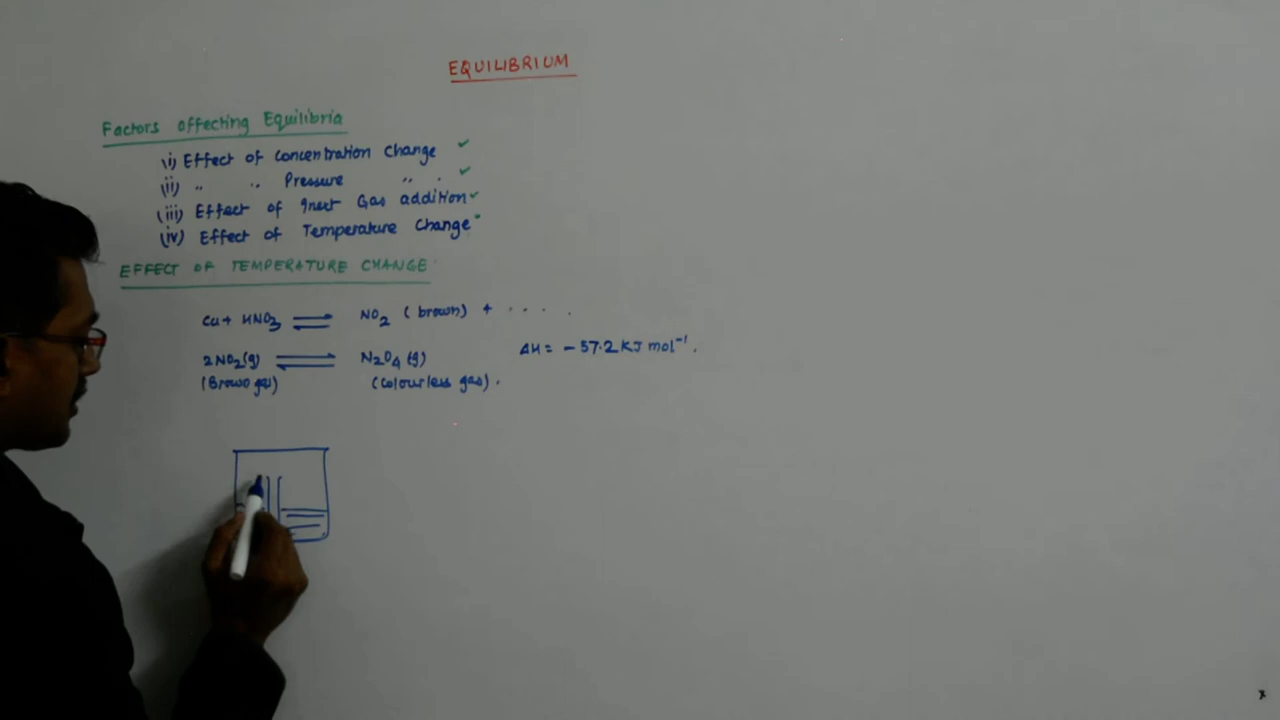 EQUILIBRIUM
Factors affecting Equilibria
(i) Effect of Concentration Change ✓
(ii) " " Pressure " . ✓
(iii) Effect of Inert Gas addition ✓
(iv) Effect of Temperature Change
EFFECT OF TEMPERATURE CHANGE
Cu + HNO3 ⇌ NO2 (brown) + . . . .
2NO2(g) ⇌ N2O4(g) ΔH = -57.2 KJ mol⁻¹.
(Brown gas) (Colourless gas).